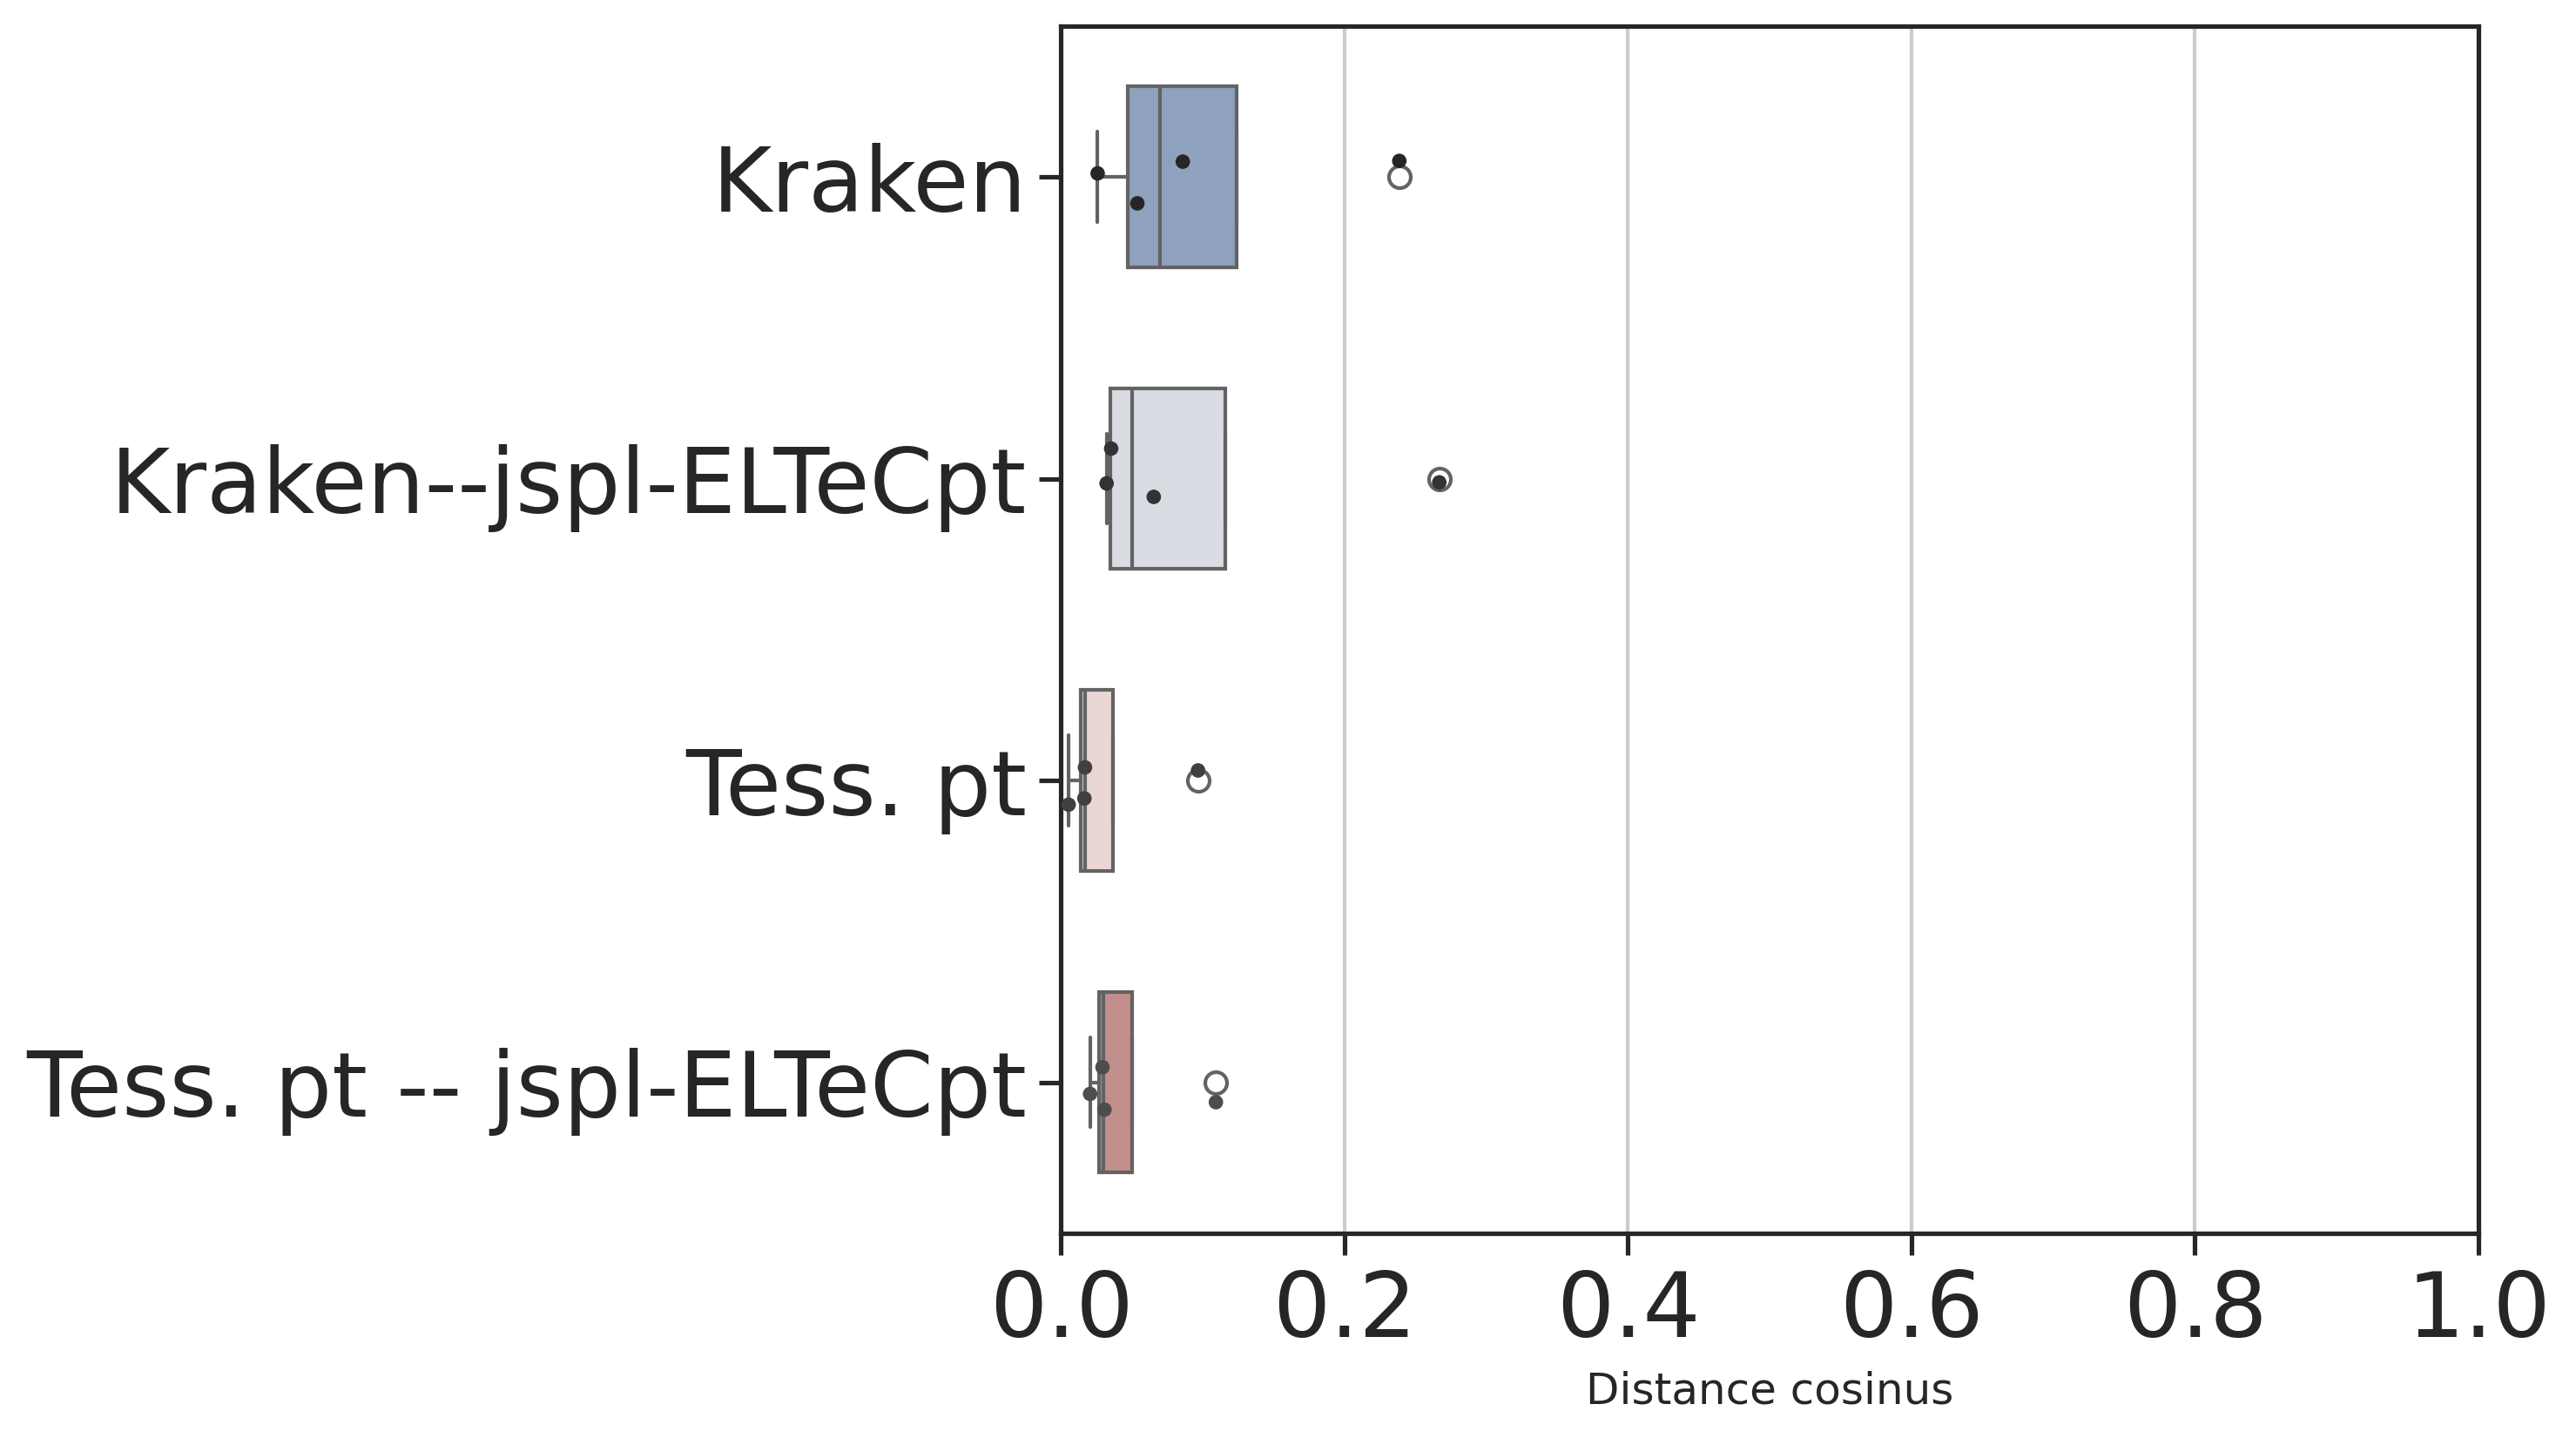 Kraken
Kraken--jspl-ELTeCpt
Tess. pt
Tess. pt -- jspl-ELTeCpt
0.0 0.2 0.4 0.6 0.8 1.0
Distance cosinus